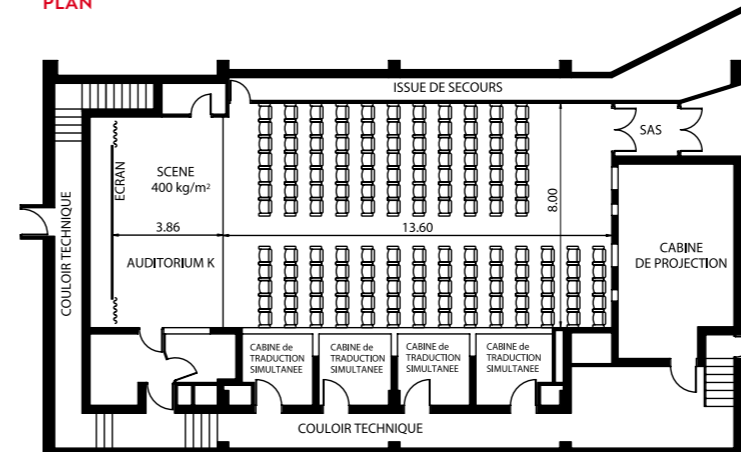 PLAN
ISSUE DE SECOURS
SAS
ECRAN
SCENE
400 kg/m²
COULOIR TECHNIQUE
3.86
13.60
8.00
AUDITORIUM K
CABINE
DE PROJECTION
CABINE de
TRADUCTION
SIMULTANEE
CABINE de
TRADUCTION
SIMULTANEE
CABINE de
TRADUCTION
SIMULTANEE
CABINE de
TRADUCTION
SIMULTANEE
COULOIR TECHNIQUE